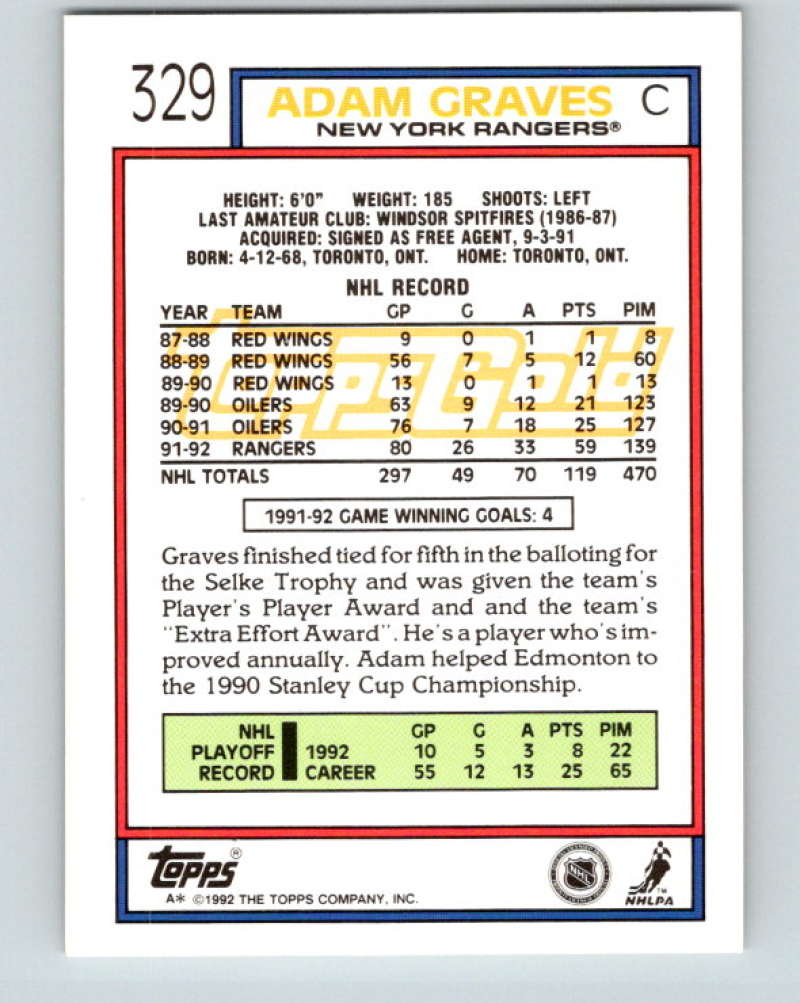 329 ADAM GRAVES C
NEW YORK RANGERS®
HEIGHT: 6'0" WEIGHT: 185 SHOOTS: LEFT
LAST AMATEUR CLUB: WINDSOR SPITFIRES (1986-87)
ACQUIRED: SIGNED AS FREE AGENT, 9-3-91
BORN: 4-12-68, TORONTO, ONT. HOME: TORONTO, ONT.
NHL RECORD
YEAR TEAM GP G A PTS PIM
87-88 RED WINGS 9 0 1 1 8
88-89 RED WINGS 56 7 5 12 60
89-90 RED WINGS 13 0 1 1 13
89-90 OILERS 63 9 12 21 123
90-91 OILERS 76 7 18 25 127
91-92 RANGERS 80 26 33 59 139
NHL TOTALS 297 49 70 119 470
ToppsGold
1991-92 GAME WINNING GOALS: 4
Graves finished tied for fifth in the balloting for
the Selke Trophy and was given the team's
Player's Player Award and and the team's
"Extra Effort Award". He's a player who's im-
proved annually. Adam helped Edmonton to
the 1990 Stanley Cup Championship.
NHL GP G A PTS PIM
PLAYOFF 1992 10 5 3 8 22
RECORD CAREER 55 12 13 25 65
TOPPS®
NHL
TM
NHLPA
A* ©1992 THE TOPPS COMPANY, INC.